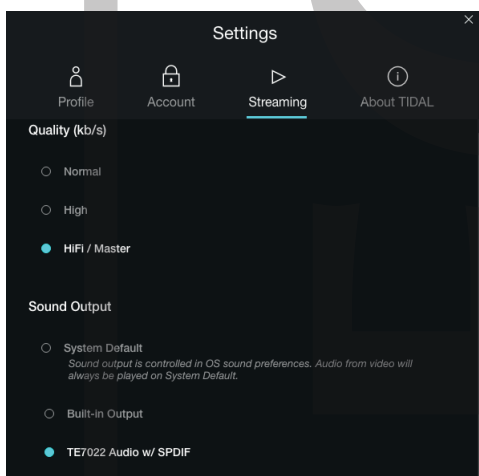 Settings
Profile Account Streaming About TIDAL
Quality (kb/s)
Normal
High
HiFi / Master
Sound Output
System Default
Sound output is controlled in OS sound preferences. Audio from video will
always be played on System Default.
Built-in Output
TE7022 Audio w/ SPDIF